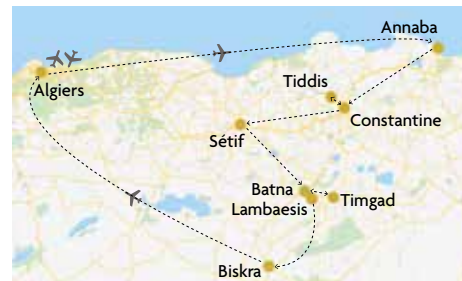 Annaba
Algiers
Tiddis
Constantine
Sétif
Batna
Lambaesis
Timgad
Biskra